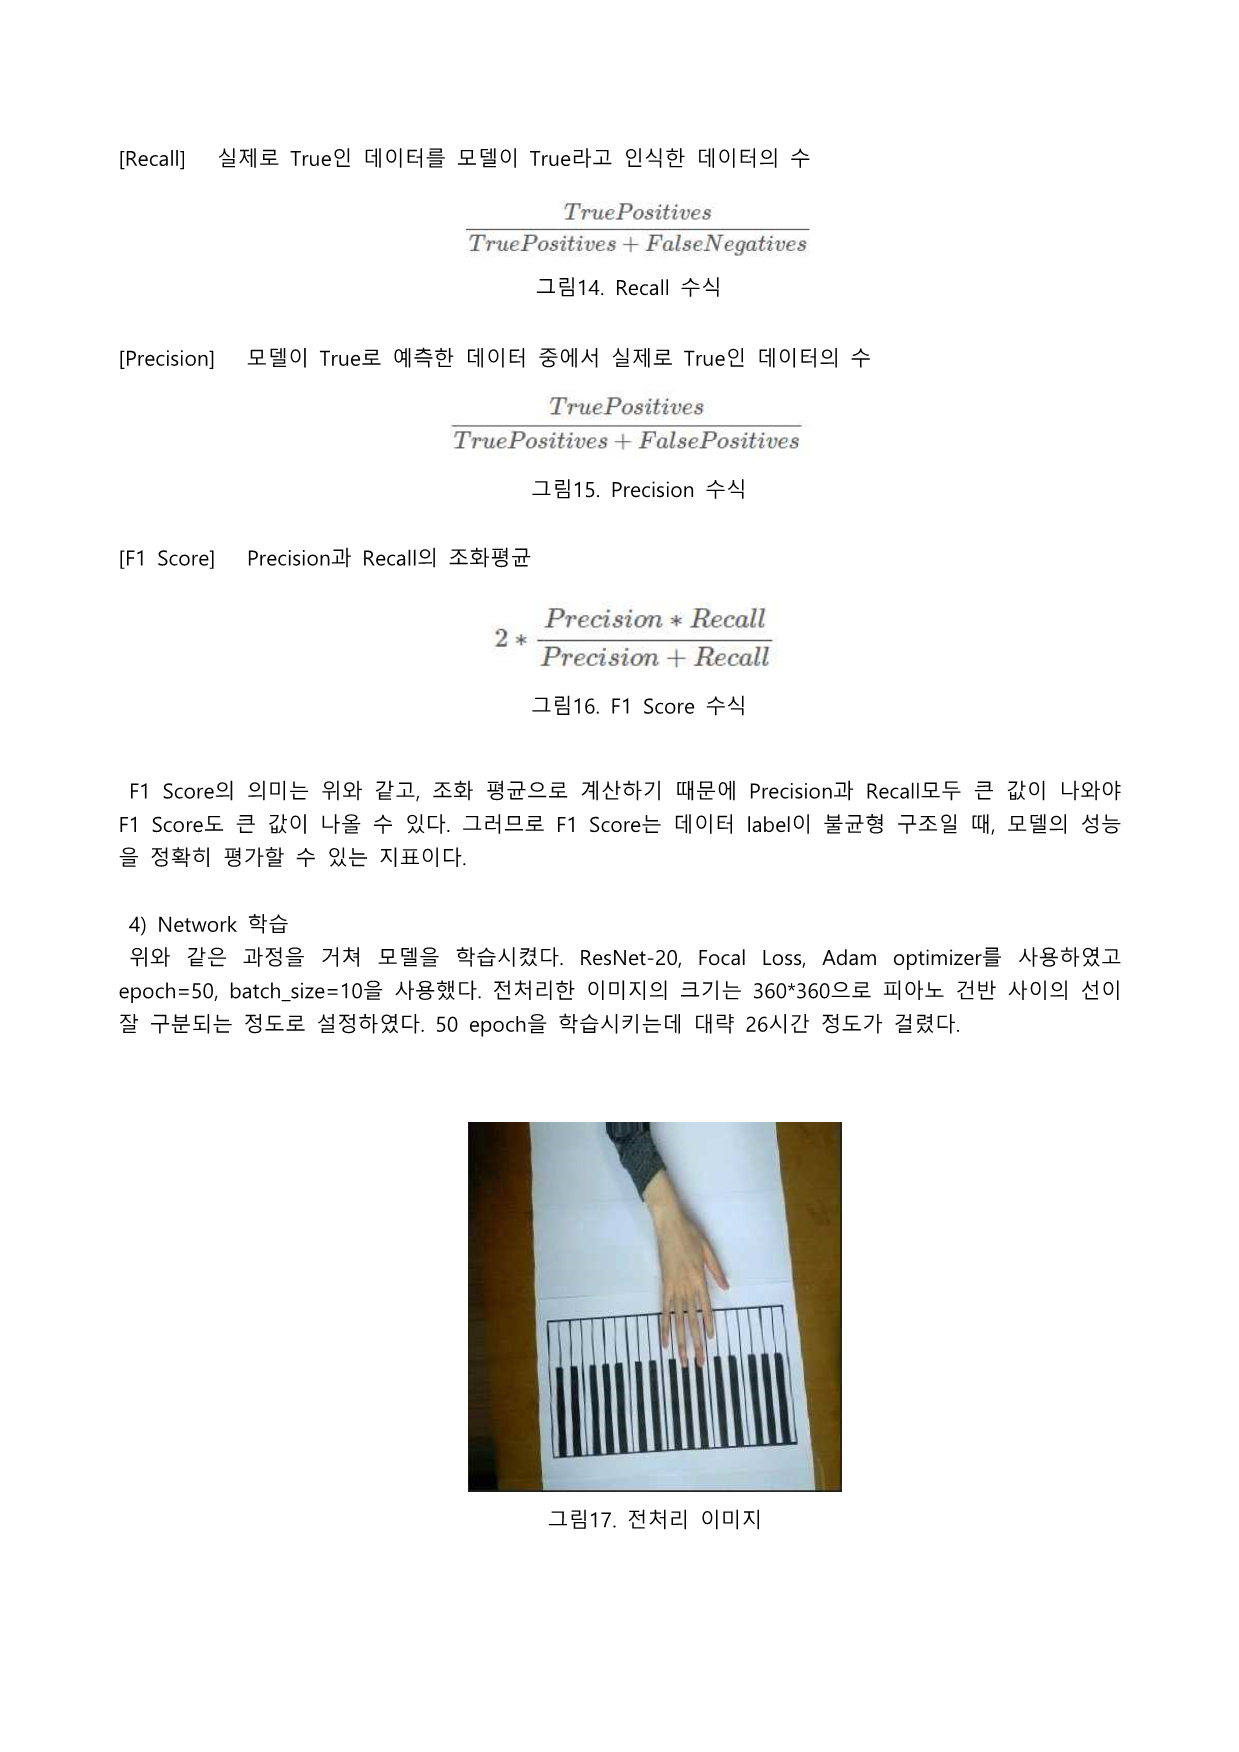 [Recall] 실제로 True인 데이터를 모델이 True라고 인식한 데이터의 수
TruePositives
TruePositives + FalseNegatives
그림14. Recall 수식
[Precision] 모델이 True로 예측한 데이터 중에서 실제로 True인 데이터의 수
TruePositives
TruePositives + FalsePositives
그림15. Precision 수식
[F1 Score] Precision과 Recall의 조화평균
2 * Precision * Recall
Precision + Recall
그림16. F1 Score 수식
F1 Score의 의미는 위와 같고, 조화 평균으로 계산하기 때문에 Precision과 Recall모두 큰 값이 나와야
F1 Score도 큰 값이 나올 수 있다. 그러므로 F1 Score는 데이터 label이 불균형 구조일 때, 모델의 성능
을 정확히 평가할 수 있는 지표이다.
4) Network 학습
위와 같은 과정을 거쳐 모델을 학습시켰다. ResNet-20, Focal Loss, Adam optimizer를 사용하였고
epoch=50, batch_size=10을 사용했다. 전처리한 이미지의 크기는 360*360으로 피아노 건반 사이의 선이
잘 구분되는 정도로 설정하였다. 50 epoch을 학습시키는데 대략 26시간 정도가 걸렸다.
그림17. 전처리 이미지